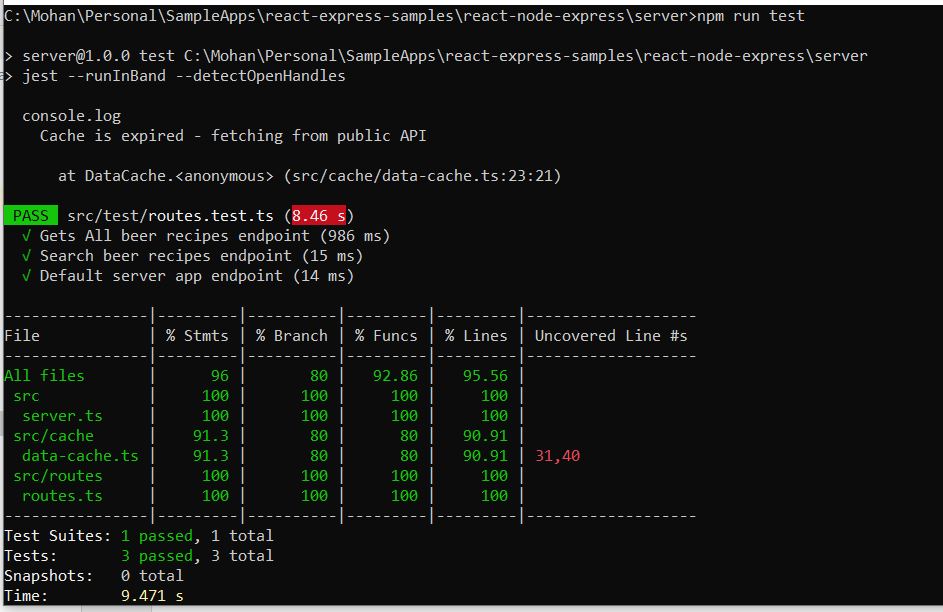 C:\Mohan\Personal\SampleApps\react-express-samples\react-node-express\server>npm run test
> server@1.0.0 test C:\Mohan\Personal\SampleApps\react-express-samples\react-node-express\server
> jest --runInBand --detectOpenHandles
console.log
Cache is expired - fetching from public API
at DataCache.<anonymous> (src/cache/data-cache.ts:23:21)
PASS src/test/routes.test.ts (8.46 s)
√ Gets All beer recipes endpoint (986 ms)
√ Search beer recipes endpoint (15 ms)
√ Default server app endpoint (14 ms)
----------------|---------|----------|---------|---------|-------------------
File            | % Stmts | % Branch | % Funcs | % Lines | Uncovered Line #s
----------------|---------|----------|---------|---------|-------------------
All files       |      96 |       80 |   92.86 |   95.56 |
 src            |     100 |      100 |     100 |     100 |
  server.ts     |     100 |      100 |     100 |     100 |
 src/cache      |    91.3 |       80 |      80 |   90.91 |
  data-cache.ts |    91.3 |       80 |      80 |   90.91 | 31,40
 src/routes     |     100 |      100 |     100 |     100 |
  routes.ts     |     100 |      100 |     100 |     100 |
----------------|---------|----------|---------|---------|-------------------
Test Suites: 1 passed, 1 total
Tests:       3 passed, 3 total
Snapshots:   0 total
Time:        9.471 s